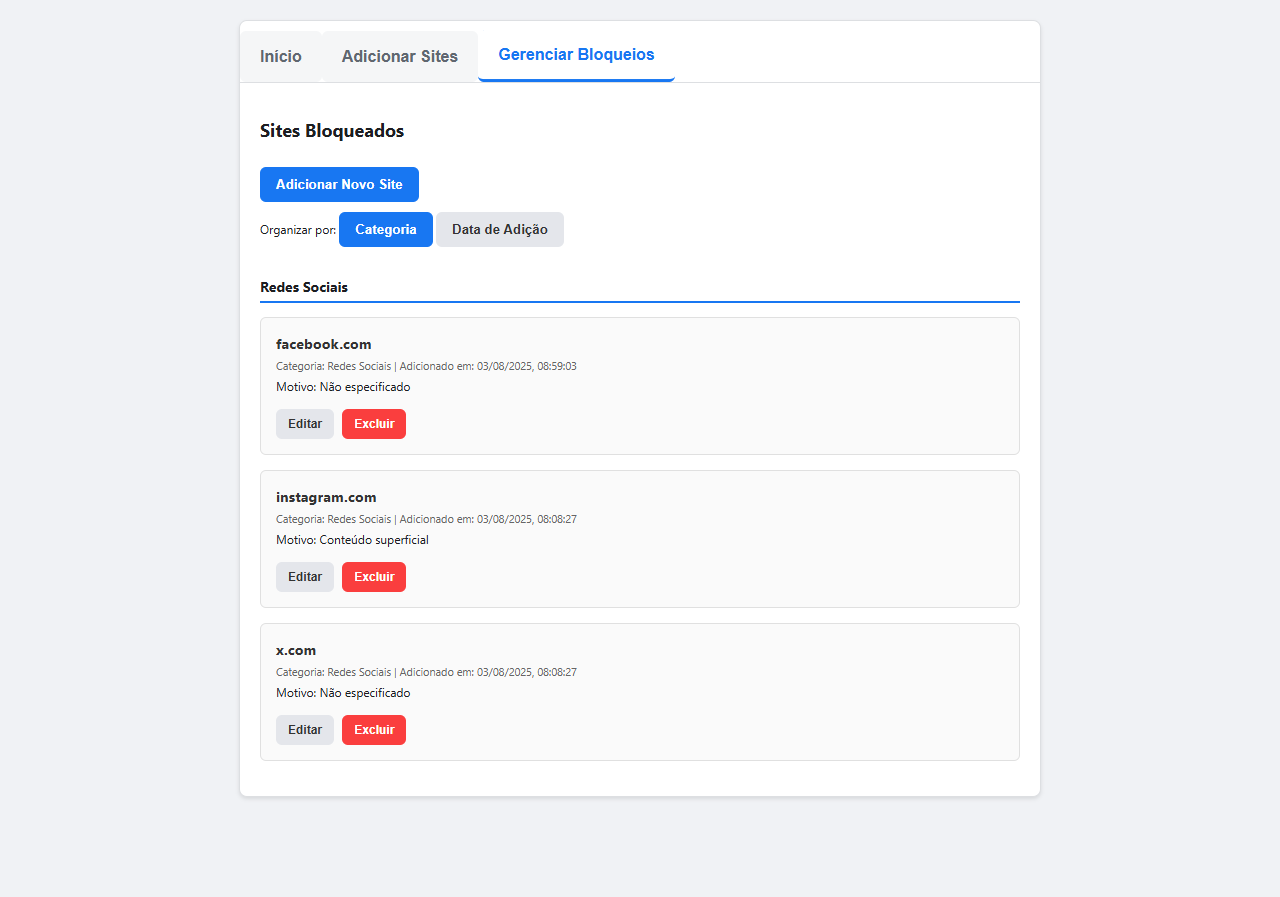 Início Adicionar Sites Gerenciar Bloqueios
Sites Bloqueados
Adicionar Novo Site
Organizar por: Categoria Data de Adição
Redes Sociais
facebook.com
Categoria: Redes Sociais | Adicionado em: 03/08/2025, 08:59:03
Motivo: Não especificado
Editar Excluir
instagram.com
Categoria: Redes Sociais | Adicionado em: 03/08/2025, 08:08:27
Motivo: Conteúdo superficial
Editar Excluir
x.com
Categoria: Redes Sociais | Adicionado em: 03/08/2025, 08:08:27
Motivo: Não especificado
Editar Excluir